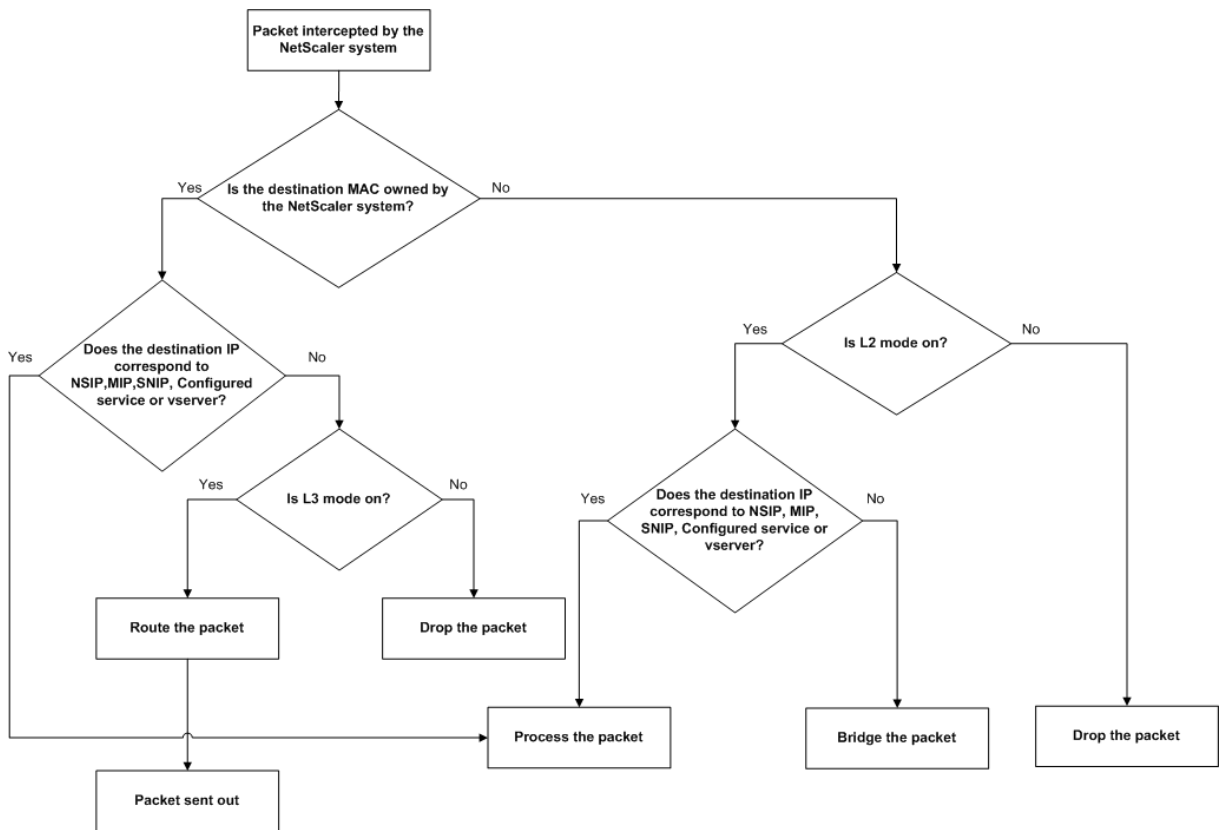 Packet intercepted by the
NetScaler system
Yes
Is the destination MAC owned by
the NetScaler system?
No
Yes
Does the destination IP
correspond to
NSIP,MIP,SNIP, Configured
service or vserver?
No
Yes
Is L2 mode on?
No
Yes
Is L3 mode on?
No
Yes
Does the destination IP
correspond to NSIP, MIP,
SNIP, Configured service or
vserver?
No
Route the packet
Drop the packet
Process the packet
Bridge the packet
Drop the packet
Packet sent out